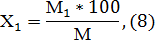 X₁ = M₁ * 100 / M , (8)